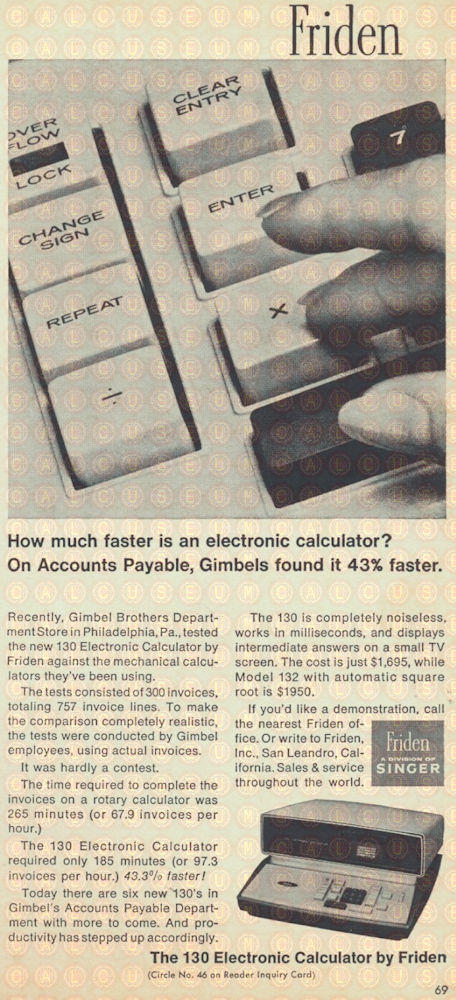 Friden
CLEAR
ENTRY
OVER
FLOW
7
LOCK
ENTER
CHANGE
SIGN
×
REPEAT
÷
How much faster is an electronic calculator?
On Accounts Payable, Gimbels found it 43% faster.
Recently, Gimbel Brothers Depart-
ment Store in Philadelphia, Pa., tested
the new 130 Electronic Calculator by
Friden against the mechanical calcu-
lators they've been using.
The tests consisted of 300 invoices,
totaling 757 invoice lines. To make
the comparison completely realistic,
the tests were conducted by Gimbel
employees, using actual invoices.
It was hardly a contest.
The time required to complete the
invoices on a rotary calculator was
265 minutes (or 67.9 invoices per
hour.)
The 130 Electronic Calculator
required only 185 minutes (or 97.3
invoices per hour.) 43.3% faster!
Today there are six new 130's in
Gimbel's Accounts Payable Depart-
ment with more to come. And pro-
ductivity has stepped up accordingly.
The 130 is completely noiseless,
works in milliseconds, and displays
intermediate answers on a small TV
screen. The cost is just $1,695, while
Model 132 with automatic square
root is $1950.
If you'd like a demonstration, call
the nearest Friden of-
fice. Or write to Friden,
Inc., San Leandro, Cal-
ifornia. Sales & service
throughout the world.
Friden
A DIVISION OF
SINGER
The 130 Electronic Calculator by Friden
(Circle No. 46 on Reader Inquiry Card)
69
CALCUSEUM